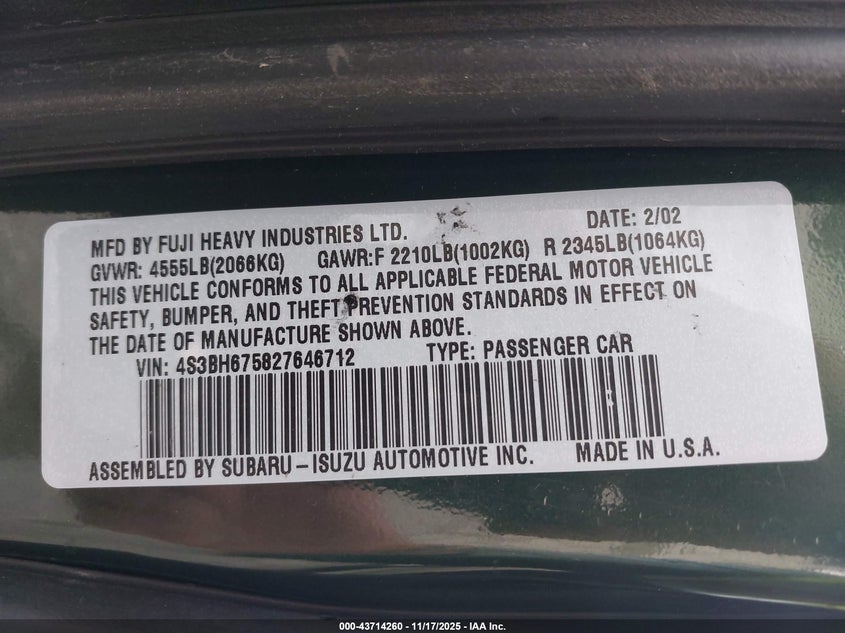 MFD BY FUJI HEAVY INDUSTRIES LTD. DATE: 2/02
GVWR: 4555LB(2066KG) GAWR:F 2210LB(1002KG) R 2345LB(1064KG)
THIS VEHICLE CONFORMS TO ALL APPLICABLE FEDERAL MOTOR VEHICLE
SAFETY, BUMPER, AND THEFT PREVENTION STANDARDS IN EFFECT ON
THE DATE OF MANUFACTURE SHOWN ABOVE.
VIN: 4S3BH675827646712 TYPE: PASSENGER CAR
ASSEMBLED BY SUBARU-ISUZU AUTOMOTIVE INC. MADE IN U.S.A.
000-43714260 - 11/17/2025 - IAA Inc.